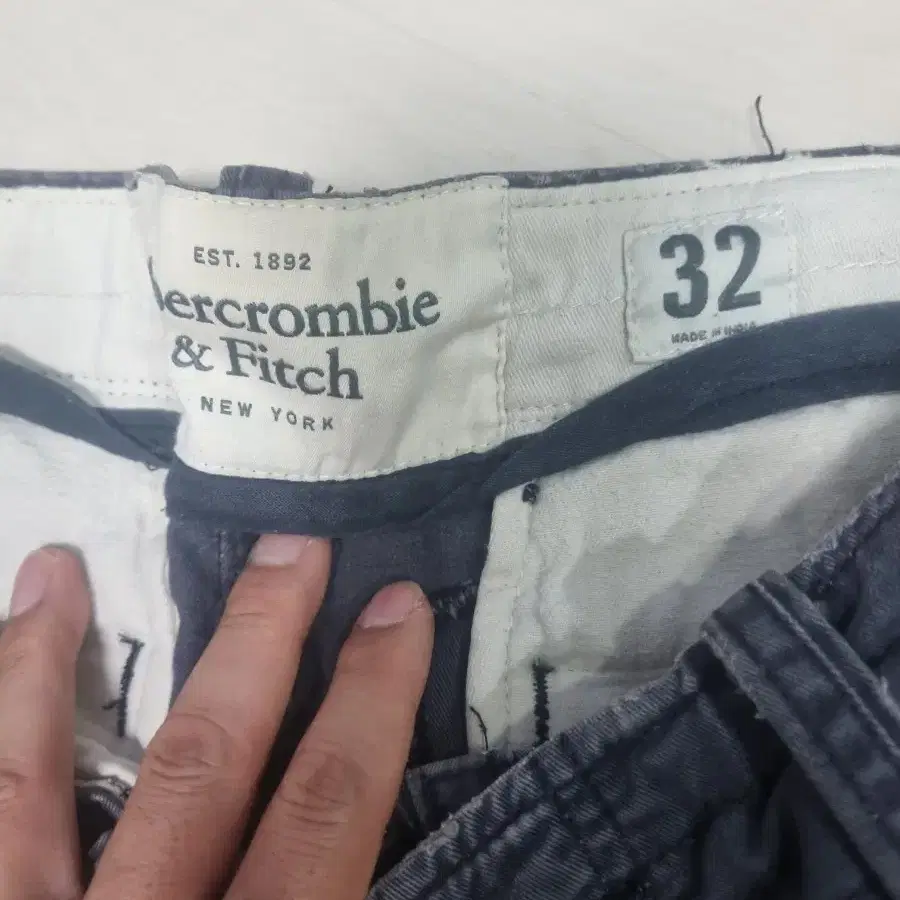 EST. 1892
Abercrombie
& Fitch
NEW YORK
32
MADE IN INDIA